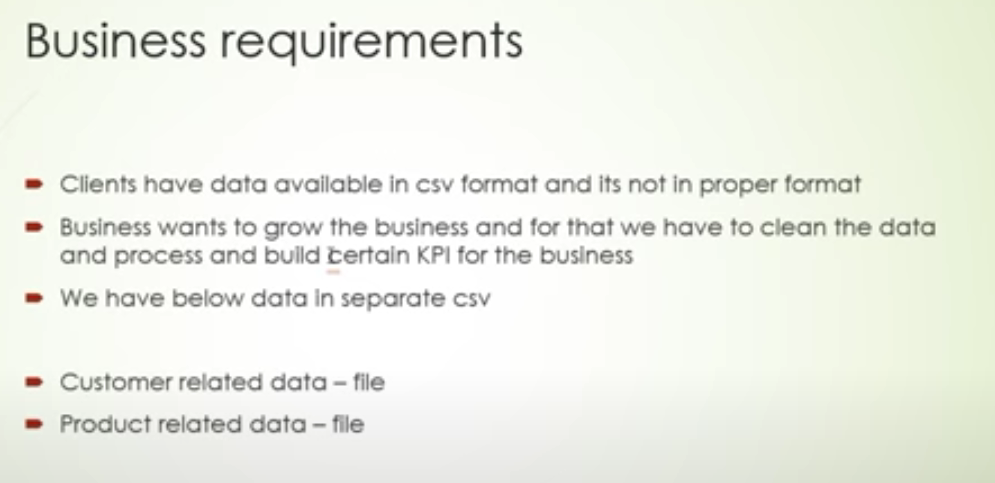 Business requirements
Clients have data available in csv format and its not in proper format
Business wants to grow the business and for that we have to clean the data
and process and build certain KPI for the business
We have below data in separate csv
Customer related data – file
Product related data – file